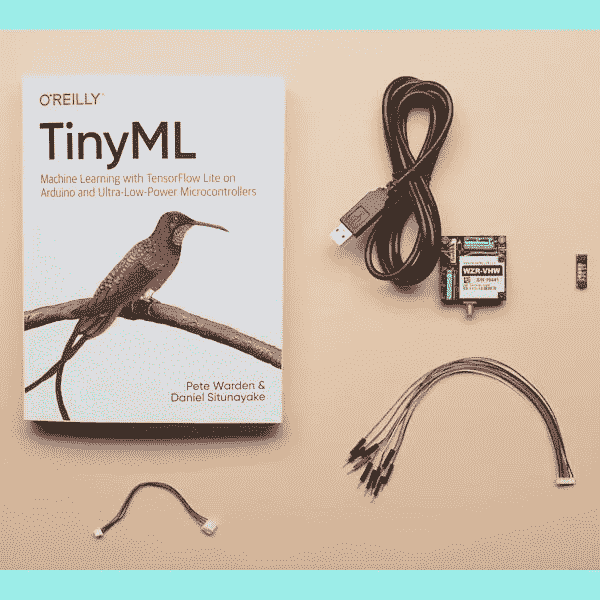 O'REILLY
TinyML
Machine Learning with TensorFlow Lite on
Arduino and Ultra-Low-Power Microcontrollers
Pete Warden &
Daniel Situnayake
WZR-VHW